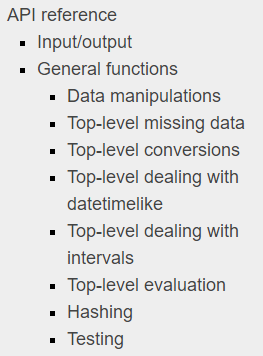 API reference
Input/output
General functions
Data manipulations
Top-level missing data
Top-level conversions
Top-level dealing with
datetimelike
Top-level dealing with
intervals
Top-level evaluation
Hashing
Testing